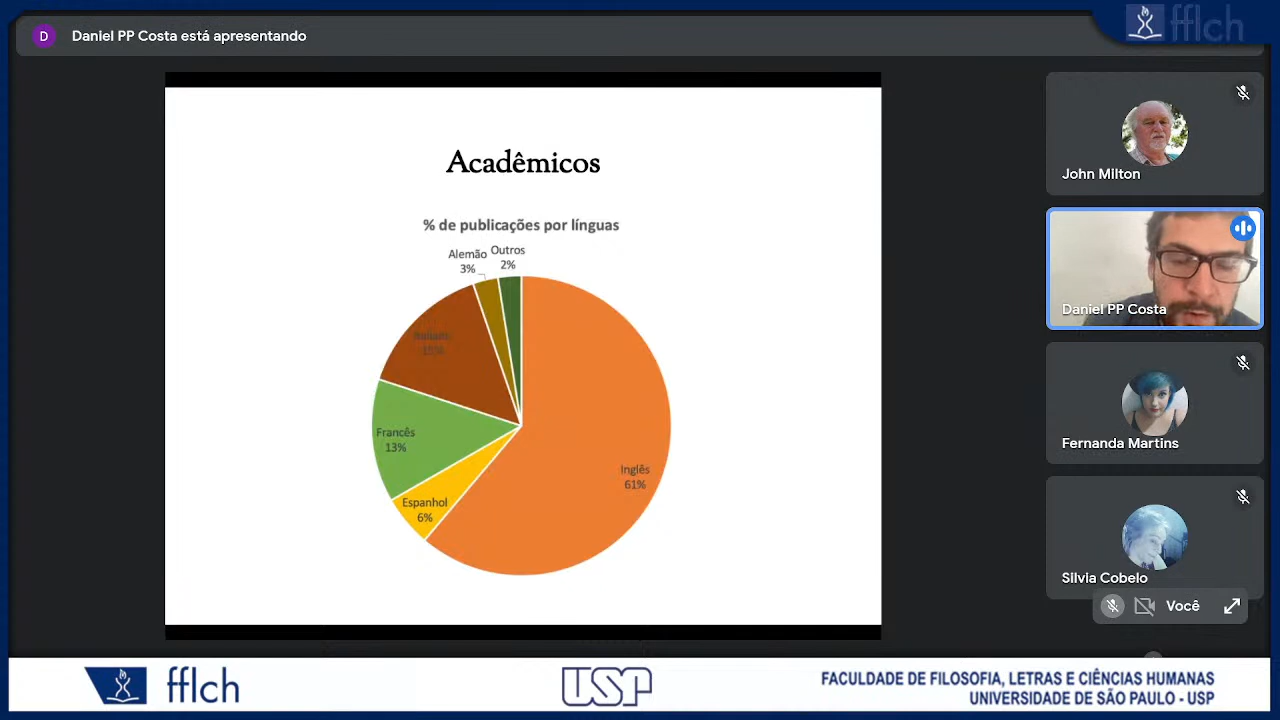 D
Daniel PP Costa está apresentando
fflch
Acadêmicos
% de publicações por línguas
Alemão
3%
Outros
2%
Italiano
15%
Francês
13%
Espanhol
6%
Inglês
61%
John Milton
Daniel PP Costa
Fernanda Martins
Silvia Cobelo
Você
fflch
USP
FACULDADE DE FILOSOFIA, LETRAS E CIÊNCIAS HUMANAS
UNIVERSIDADE DE SÃO PAULO - USP